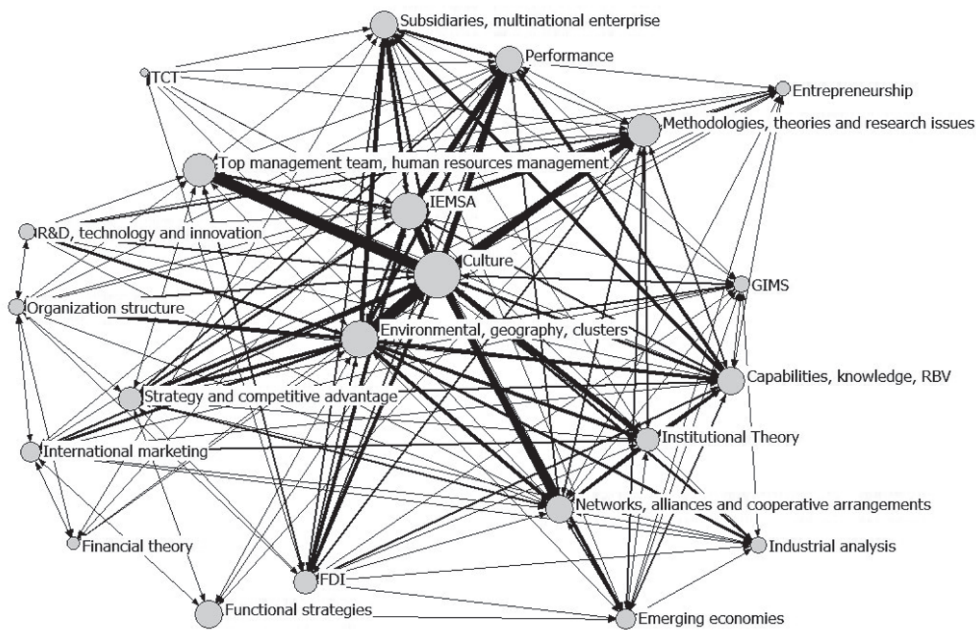 Subsidiaries, multinational enterprise
Performance
TCT
Entrepreneurship
Methodologies, theories and research issues
Top management team, human resources management
IEMSA
R&D, technology and innovation
Culture
GIMS
Organization structure
Environmental, geography, clusters
Capabilities, knowledge, RBV
Strategy and competitive advantage
Institutional Theory
International marketing
Networks, alliances and cooperative arrangements
Financial theory
Industrial analysis
FDI
Functional strategies
Emerging economies